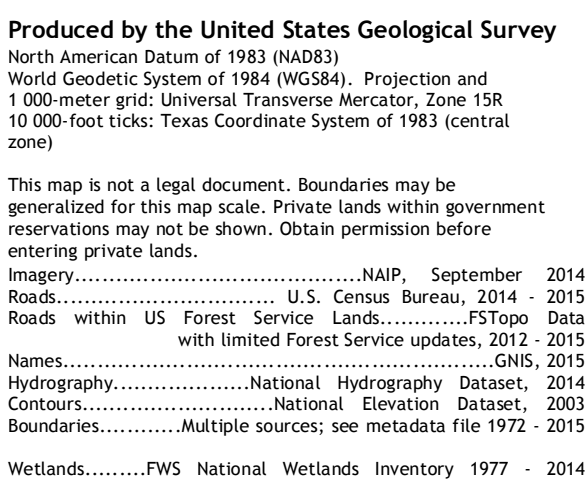 Produced by the United States Geological Survey
North American Datum of 1983 (NAD83)
World Geodetic System of 1984 (WGS84).  Projection and
1 000-meter grid: Universal Transverse Mercator, Zone 15R
10 000-foot ticks: Texas Coordinate System of 1983 (central
zone)
This map is not a legal document. Boundaries may be
generalized for this map scale. Private lands within government
reservations may not be shown. Obtain permission before
entering private lands.
Imagery..........................................NAIP, September 2014
Roads................................ U.S. Census Bureau, 2014 - 2015
Roads within US Forest Service Lands.............FSTopo Data
with limited Forest Service updates, 2012 - 2015
Names...............................................................GNIS, 2015
Hydrography....................National Hydrography Dataset, 2014
Contours............................National Elevation Dataset, 2003
Boundaries............Multiple sources; see metadata file 1972 - 2015
Wetlands.........FWS National Wetlands Inventory 1977 - 2014